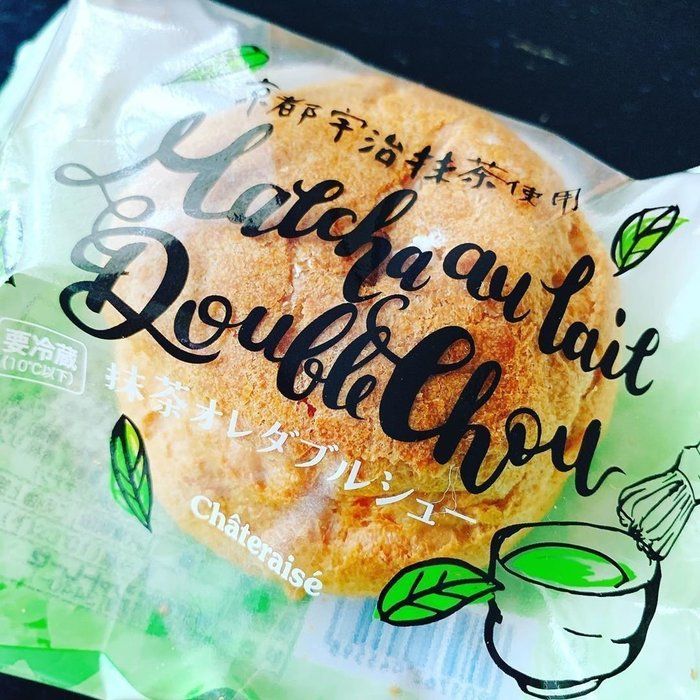 京都宇治抹茶使用
Matcha au lait
Double Chou
要冷蔵
(10℃以下)
抹茶オレダブルシュー
Châteraisé